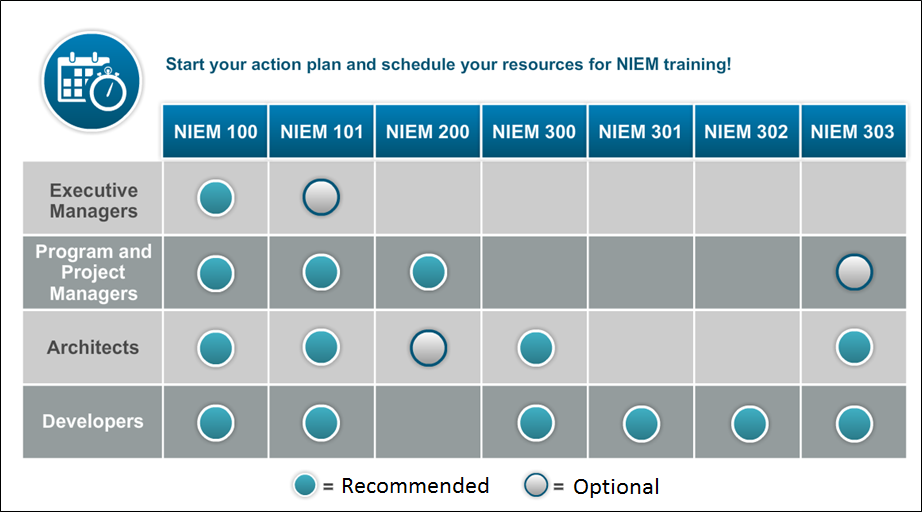 Start your action plan and schedule your resources for NIEM training!
NIEM 100 NIEM 101 NIEM 200 NIEM 300 NIEM 301 NIEM 302 NIEM 303
Executive
Managers
Program and
Project
Managers
Architects
Developers
= Recommended = Optional